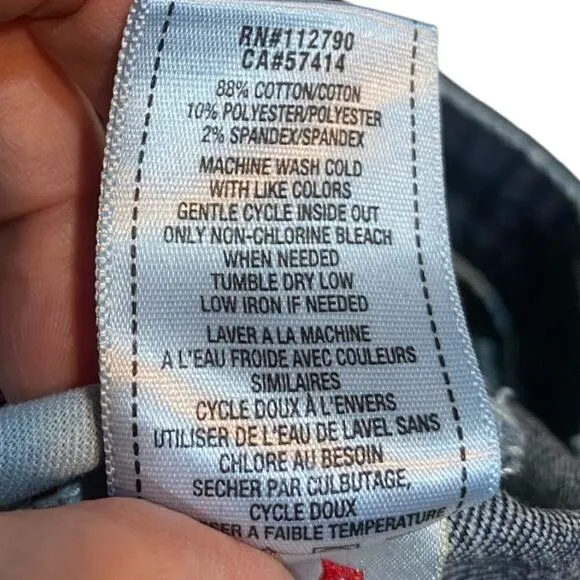 RN#112790
CA#57414
88% COTTON/COTON
10% POLYESTER/POLYESTER
2% SPANDEX/SPANDEX
MACHINE WASH COLD
WITH LIKE COLORS
GENTLE CYCLE INSIDE OUT
ONLY NON-CHLORINE BLEACH
WHEN NEEDED
TUMBLE DRY LOW
LOW IRON IF NEEDED
LAVER A LA MACHINE
A L'EAU FROIDE AVEC COULEURS
SIMILAIRES
CYCLE DOUX À L'ENVERS
UTILISER DE L'EAU DE LAVEL SANS
CHLORE AU BESOIN
SECHER PAR CULBUTAGE,
CYCLE DOUX
A FAIBLE TEMPERATURE